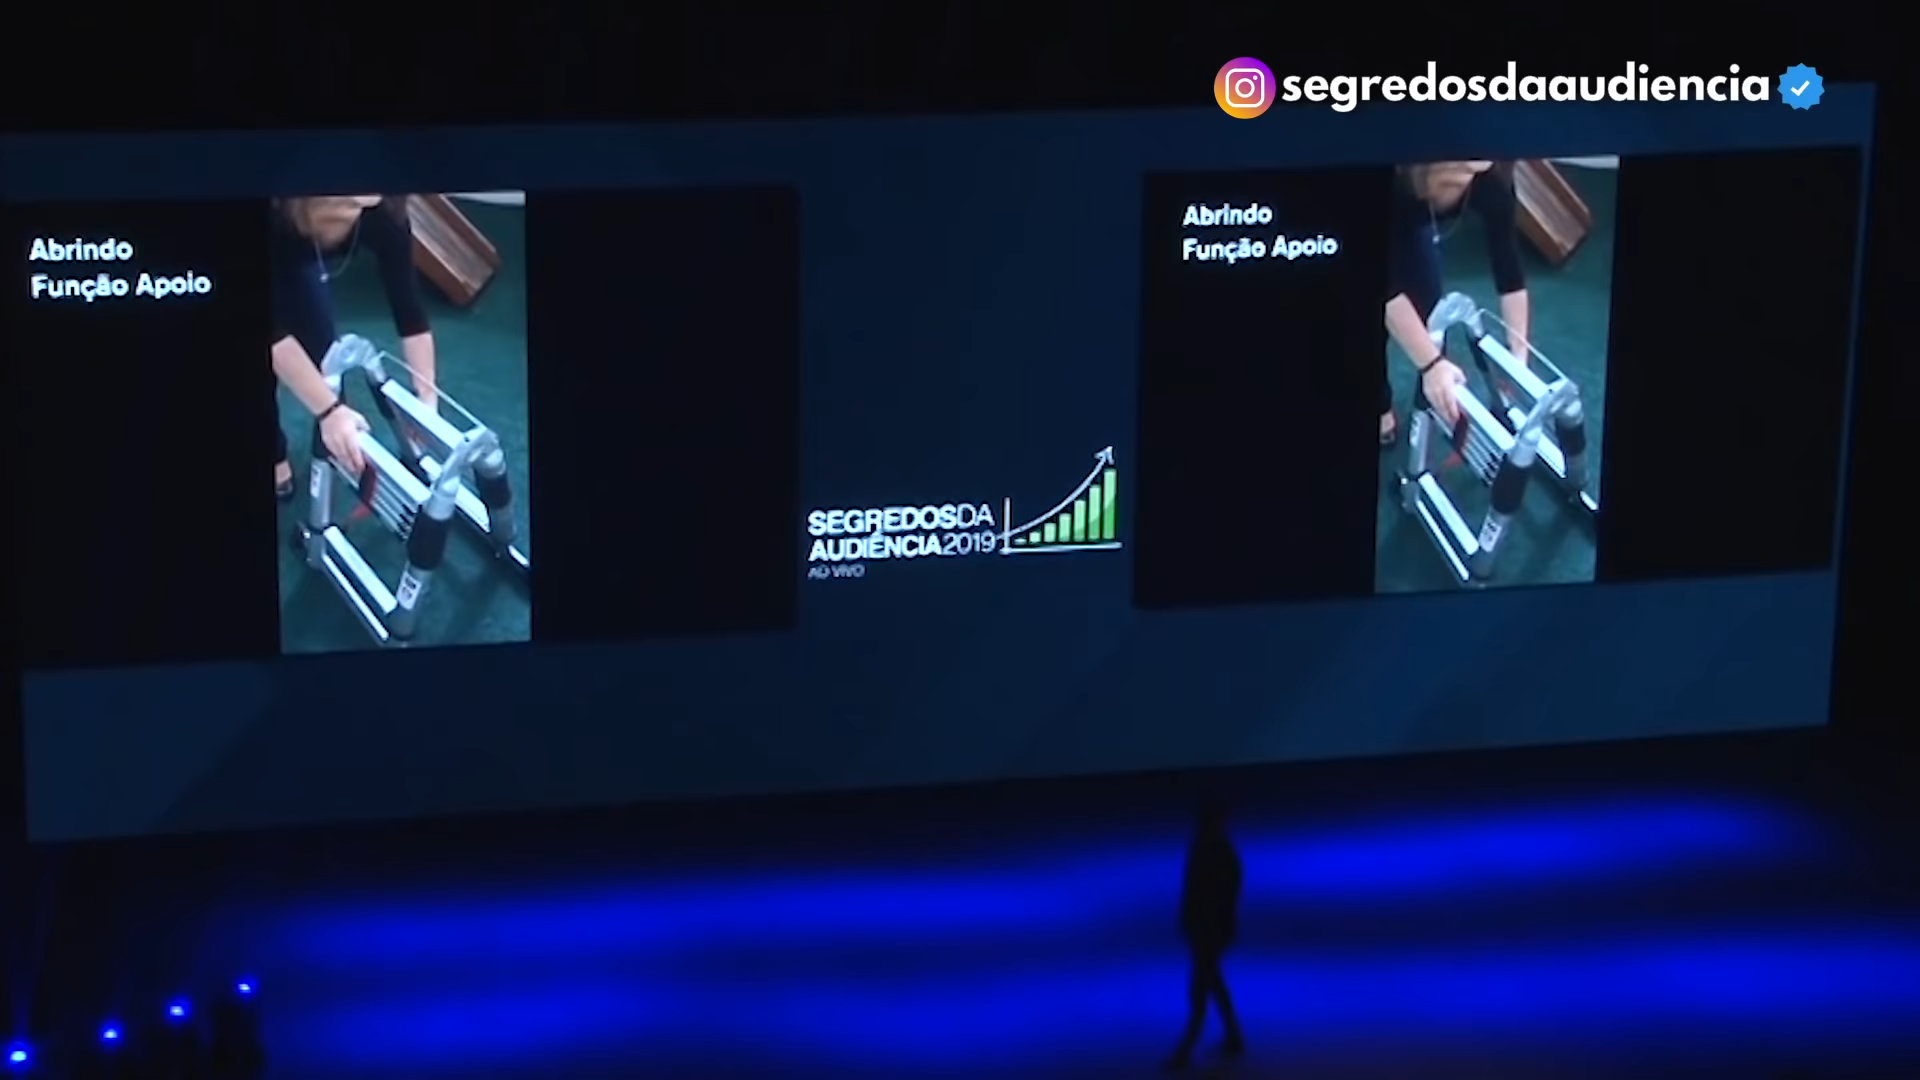 segredosdaaudiencia
Abrindo
Função Apoio
Abrindo
Função Apoio
SEGREDOSDA
AUDIÊNCIA2019
AO VIVO